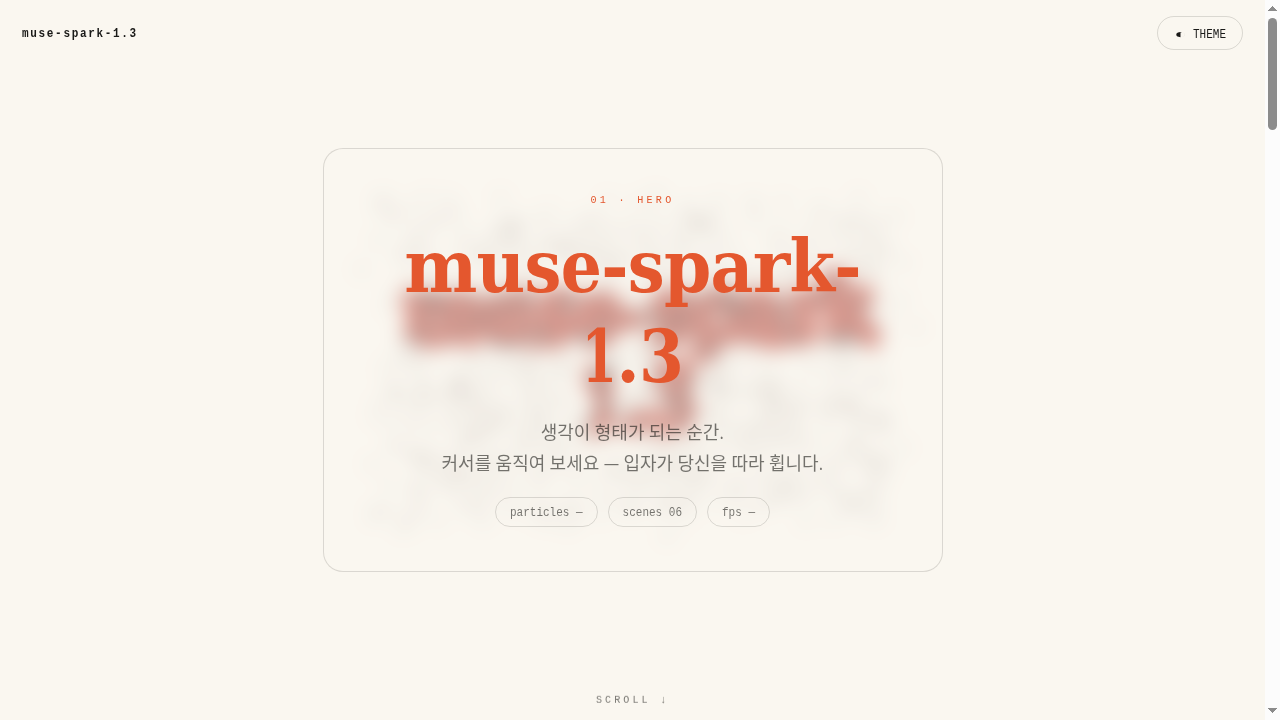 muse-spark-1.3
THEME
01 · HERO
muse-spark-
1.3
생각이 형태가 되는 순간.
커서를 움직여 보세요 — 입자가 당신을 따라 휩니다.
particles —
scenes 06
fps —
SCROLL ↓